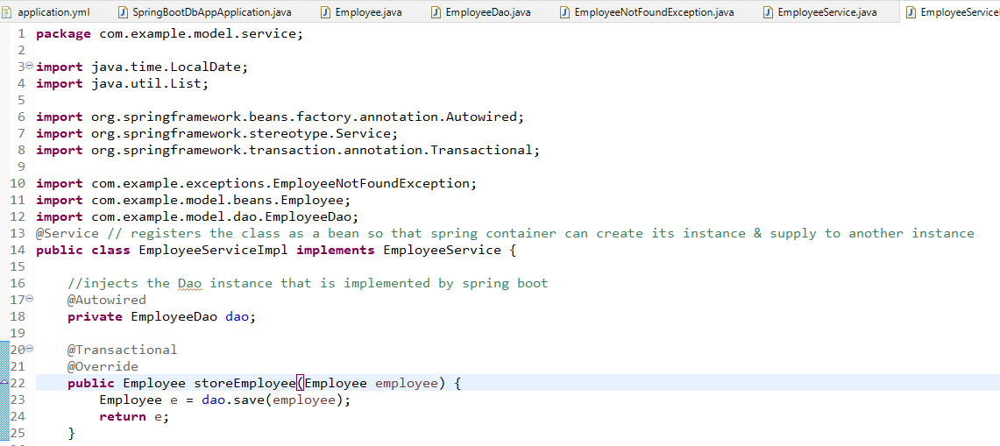 application.yml SpringBootDbAppApplication.java Employee.java EmployeeDao.java EmployeeNotFoundException.java EmployeeService.java EmployeeServiceI
1 package com.example.model.service;
2
3 import java.time.LocalDate;
4 import java.util.List;
5
6 import org.springframework.beans.factory.annotation.Autowired;
7 import org.springframework.stereotype.Service;
8 import org.springframework.transaction.annotation.Transactional;
9
10 import com.example.exceptions.EmployeeNotFoundException;
11 import com.example.model.beans.Employee;
12 import com.example.model.dao.EmployeeDao;
13 @Service // registers the class as a bean so that spring container can create its instance & supply to another instance
14 public class EmployeeServiceImpl implements EmployeeService {
15
16 //injects the Dao instance that is implemented by spring boot
17 @Autowired
18 private EmployeeDao dao;
19
20 @Transactional
21 @Override
22 public Employee storeEmployee(Employee employee) {
23 Employee e = dao.save(employee);
24 return e;
25 }